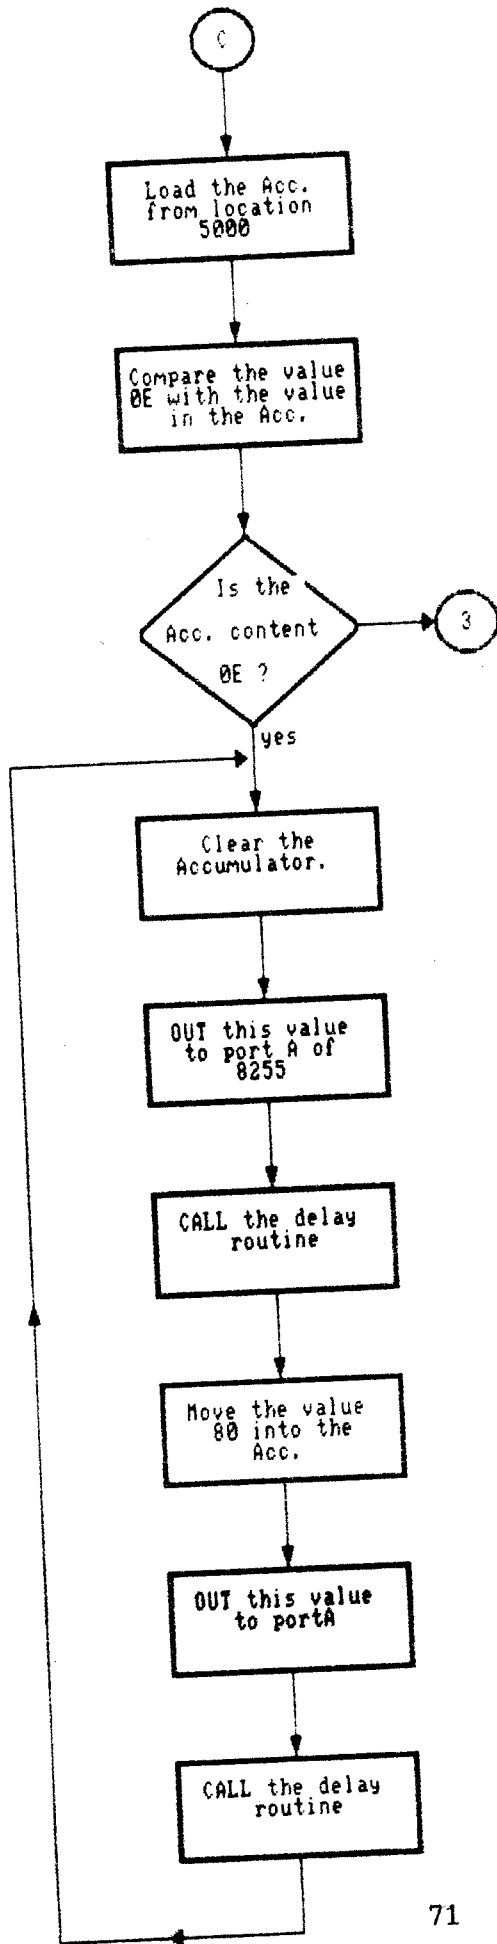 C
Load the Acc.
from location
5000
Compare the value
0E with the value
in the Acc.
Is the
Acc. content
0E ?
3
yes
Clear the
Accumulator.
OUT this value
to port A of
8255
CALL the delay
routine
Move the value
80 into the
Acc.
OUT this value
to portA
CALL the delay
routine
71